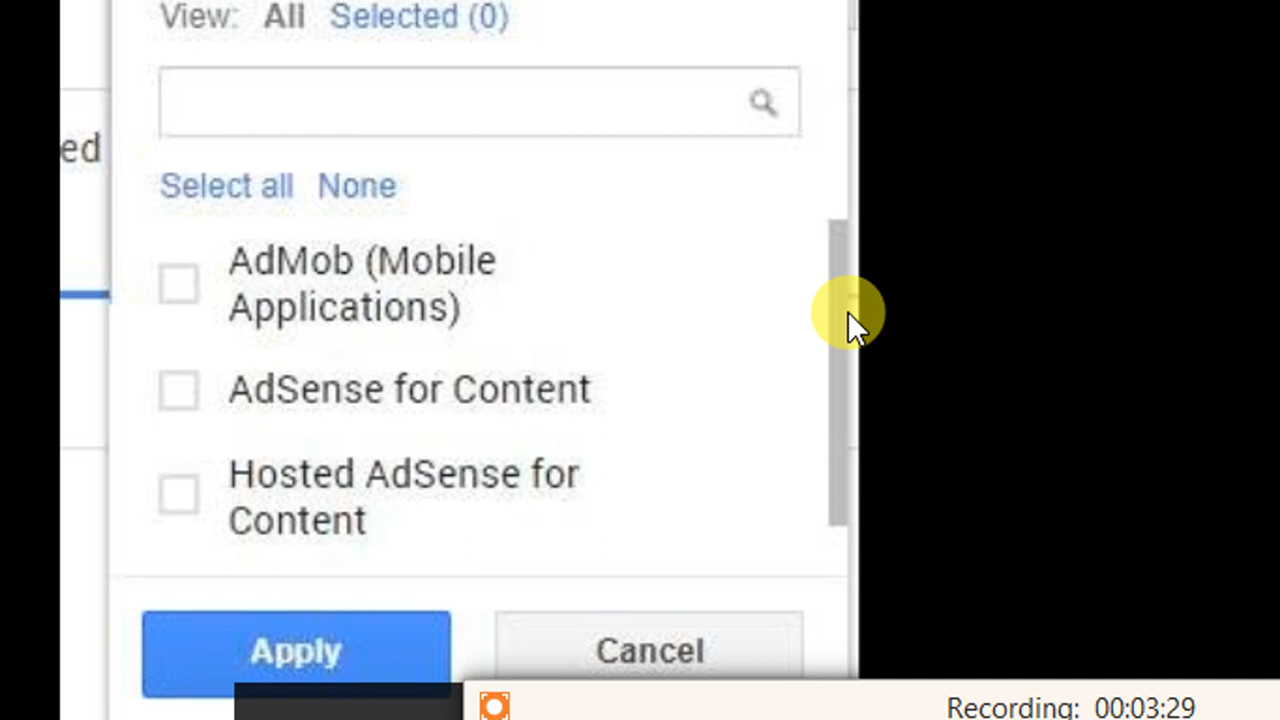 View: All Selected (0)
ed
Select all None
AdMob (Mobile
Applications)
AdSense for Content
Hosted AdSense for
Content
Apply Cancel
Recording: 00:03:29